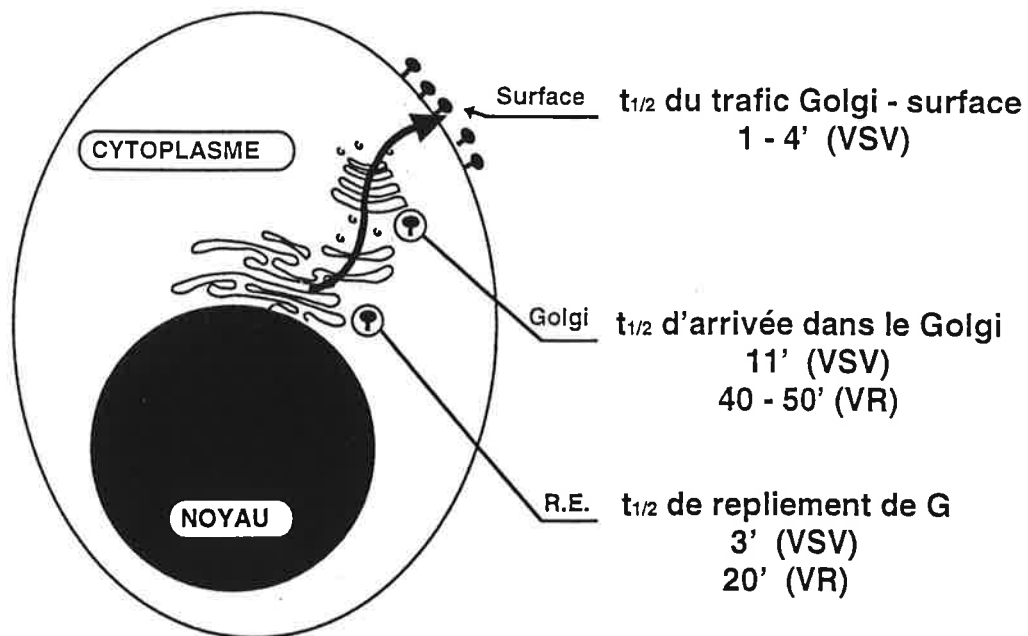 Surface
t1/2 du trafic Golgi - surface
1 - 4' (VSV)
CYTOPLASME
Golgi
t1/2 d'arrivée dans le Golgi
11' (VSV)
40 - 50' (VR)
R.E.
t1/2 de repliement de G
3' (VSV)
20' (VR)
NOYAU